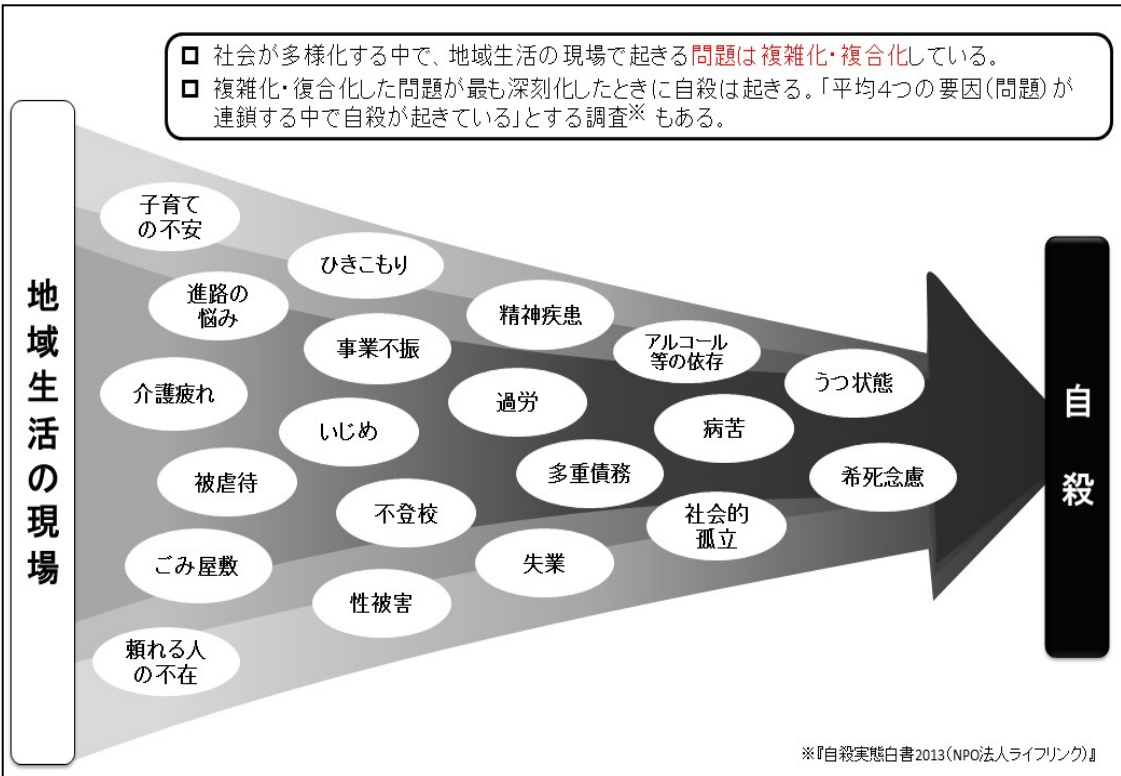 □ 社会が多様化する中で、地域生活の現場で起きる問題は複雑化・複合化している。
□ 複雑化・復合化した問題が最も深刻化したときに自殺は起きる。「平均4つの要因(問題)が
連鎖する中で自殺が起きている」とする調査※ もある。
地域生活の現場
子育て
の不安
ひきこもり
進路の
悩み
精神疾患
事業不振
アルコール
等の依存
うつ状態
介護疲れ
過労
いじめ
病苦
被虐待
多重債務
希死念慮
不登校
社会的
孤立
ごみ屋敷
失業
性被害
頼れる人
の不在
自殺
※『自殺実態白書2013(NPO法人ライフリンク)』